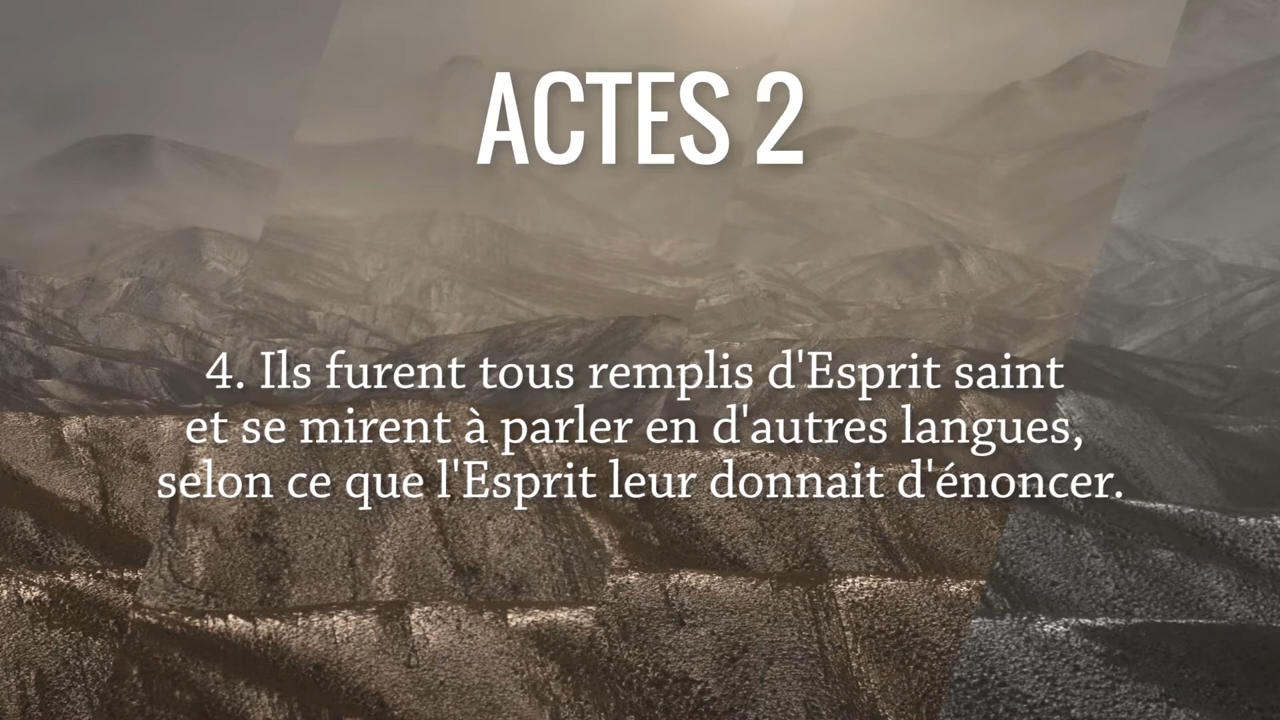 ACTES 2
4. Ils furent tous remplis d'Esprit saint
et se mirent à parler en d'autres langues,
selon ce que l'Esprit leur donnait d'énoncer.